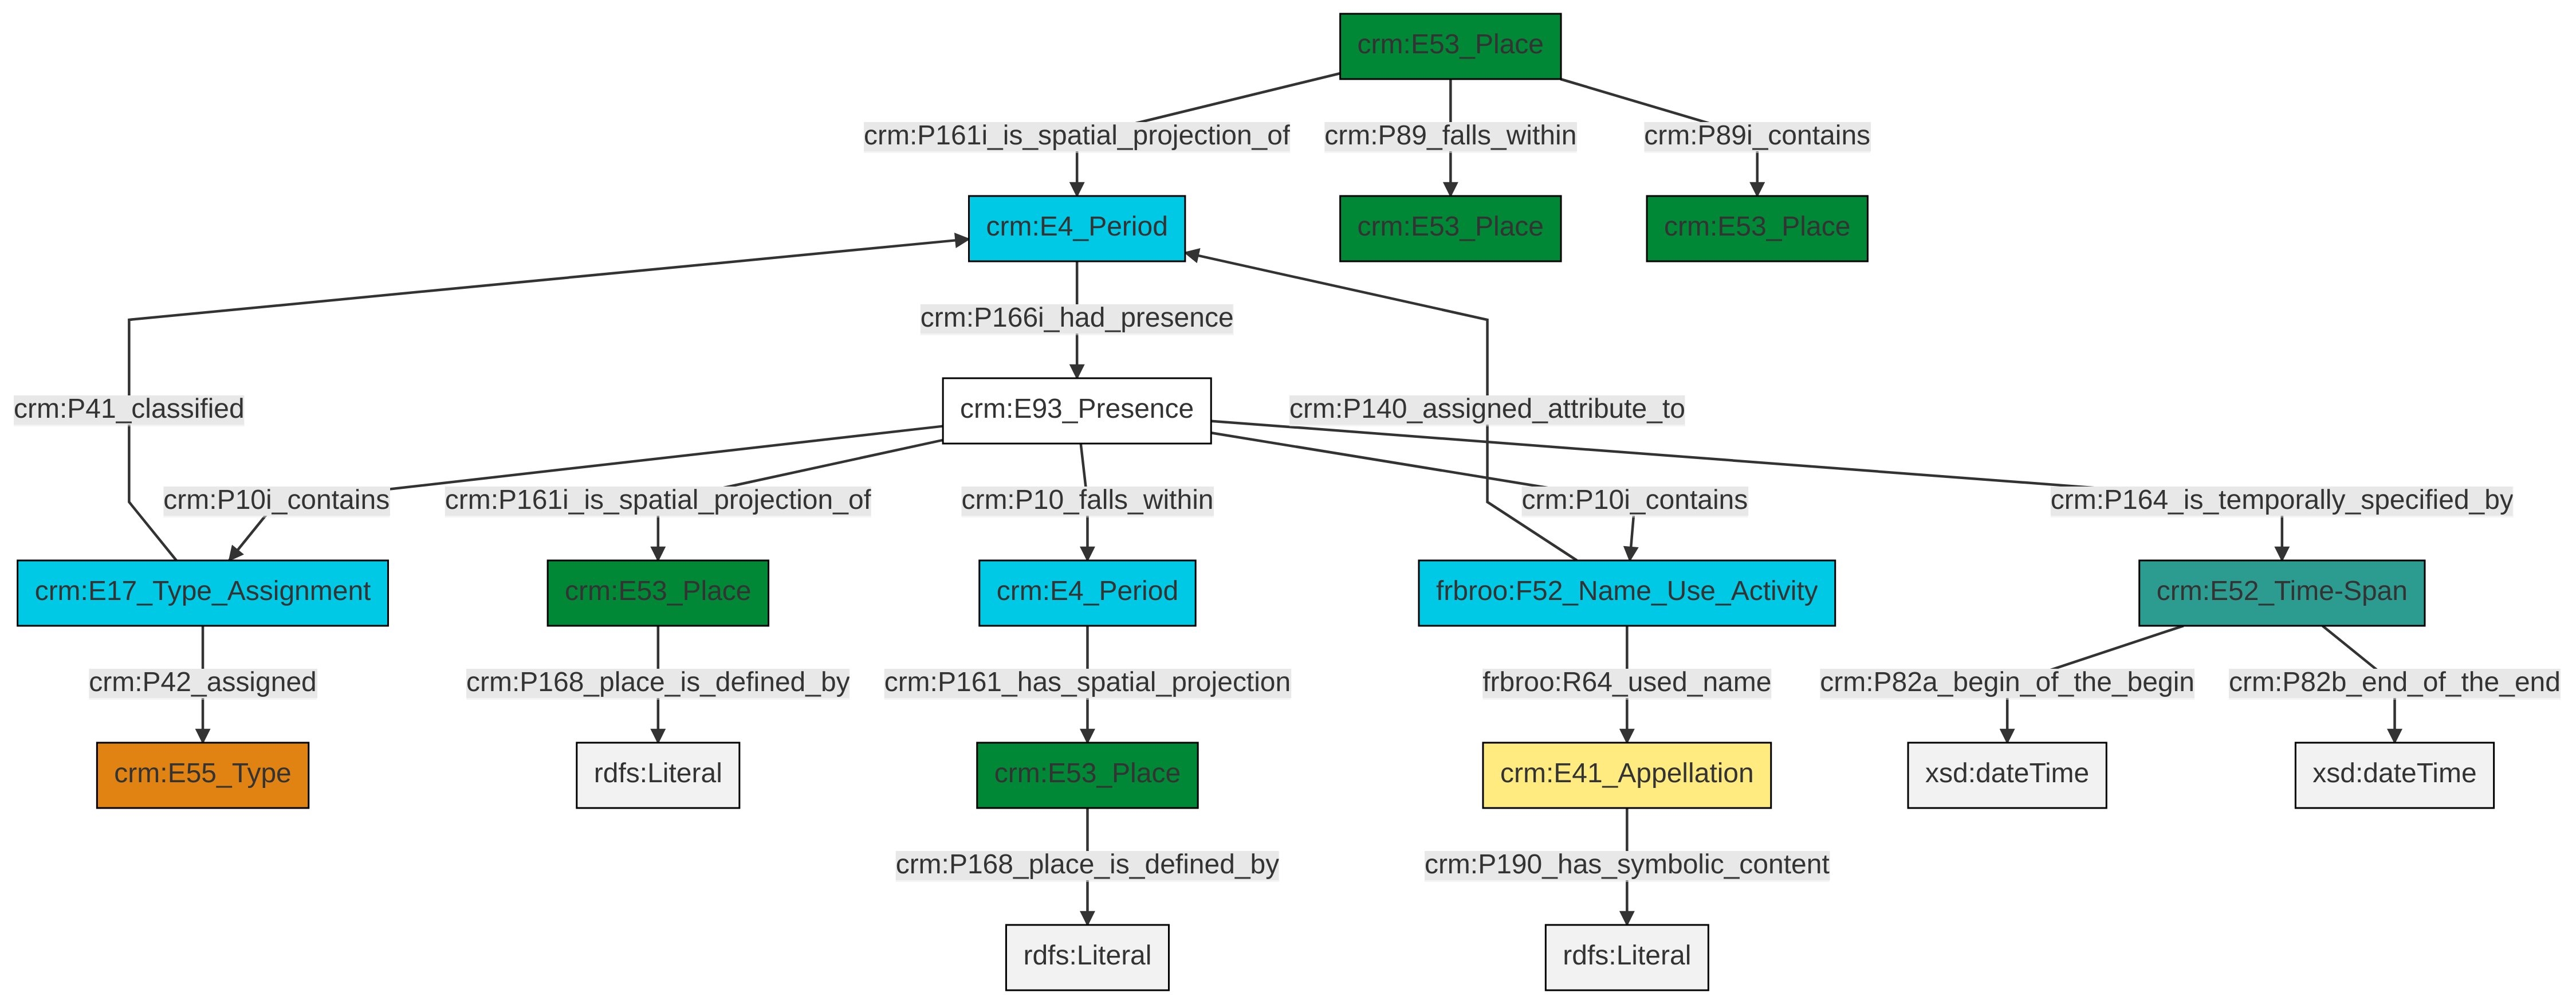 crm:E53_Place
crm:P161i_is_spatial_projection_of
crm:P89_falls_within
crm:P89i_contains
crm:E4_Period
crm:E53_Place
crm:E53_Place
crm:P166i_had_presence
crm:P41_classified
crm:E93_Presence
crm:P140_assigned_attribute_to
crm:P10i_contains
crm:P161i_is_spatial_projection_of
crm:P10_falls_within
crm:P10i_contains
crm:P164_is_temporally_specified_by
crm:E17_Type_Assignment
crm:E53_Place
crm:E4_Period
frbroo:F52_Name_Use_Activity
crm:E52_Time-Span
crm:P42_assigned
crm:P168_place_is_defined_by
crm:P161_has_spatial_projection
frbroo:R64_used_name
crm:P82a_begin_of_the_begin
crm:P82b_end_of_the_end
crm:E55_Type
rdfs:Literal
crm:E53_Place
crm:E41_Appellation
xsd:dateTime
xsd:dateTime
crm:P168_place_is_defined_by
crm:P190_has_symbolic_content
rdfs:Literal
rdfs:Literal